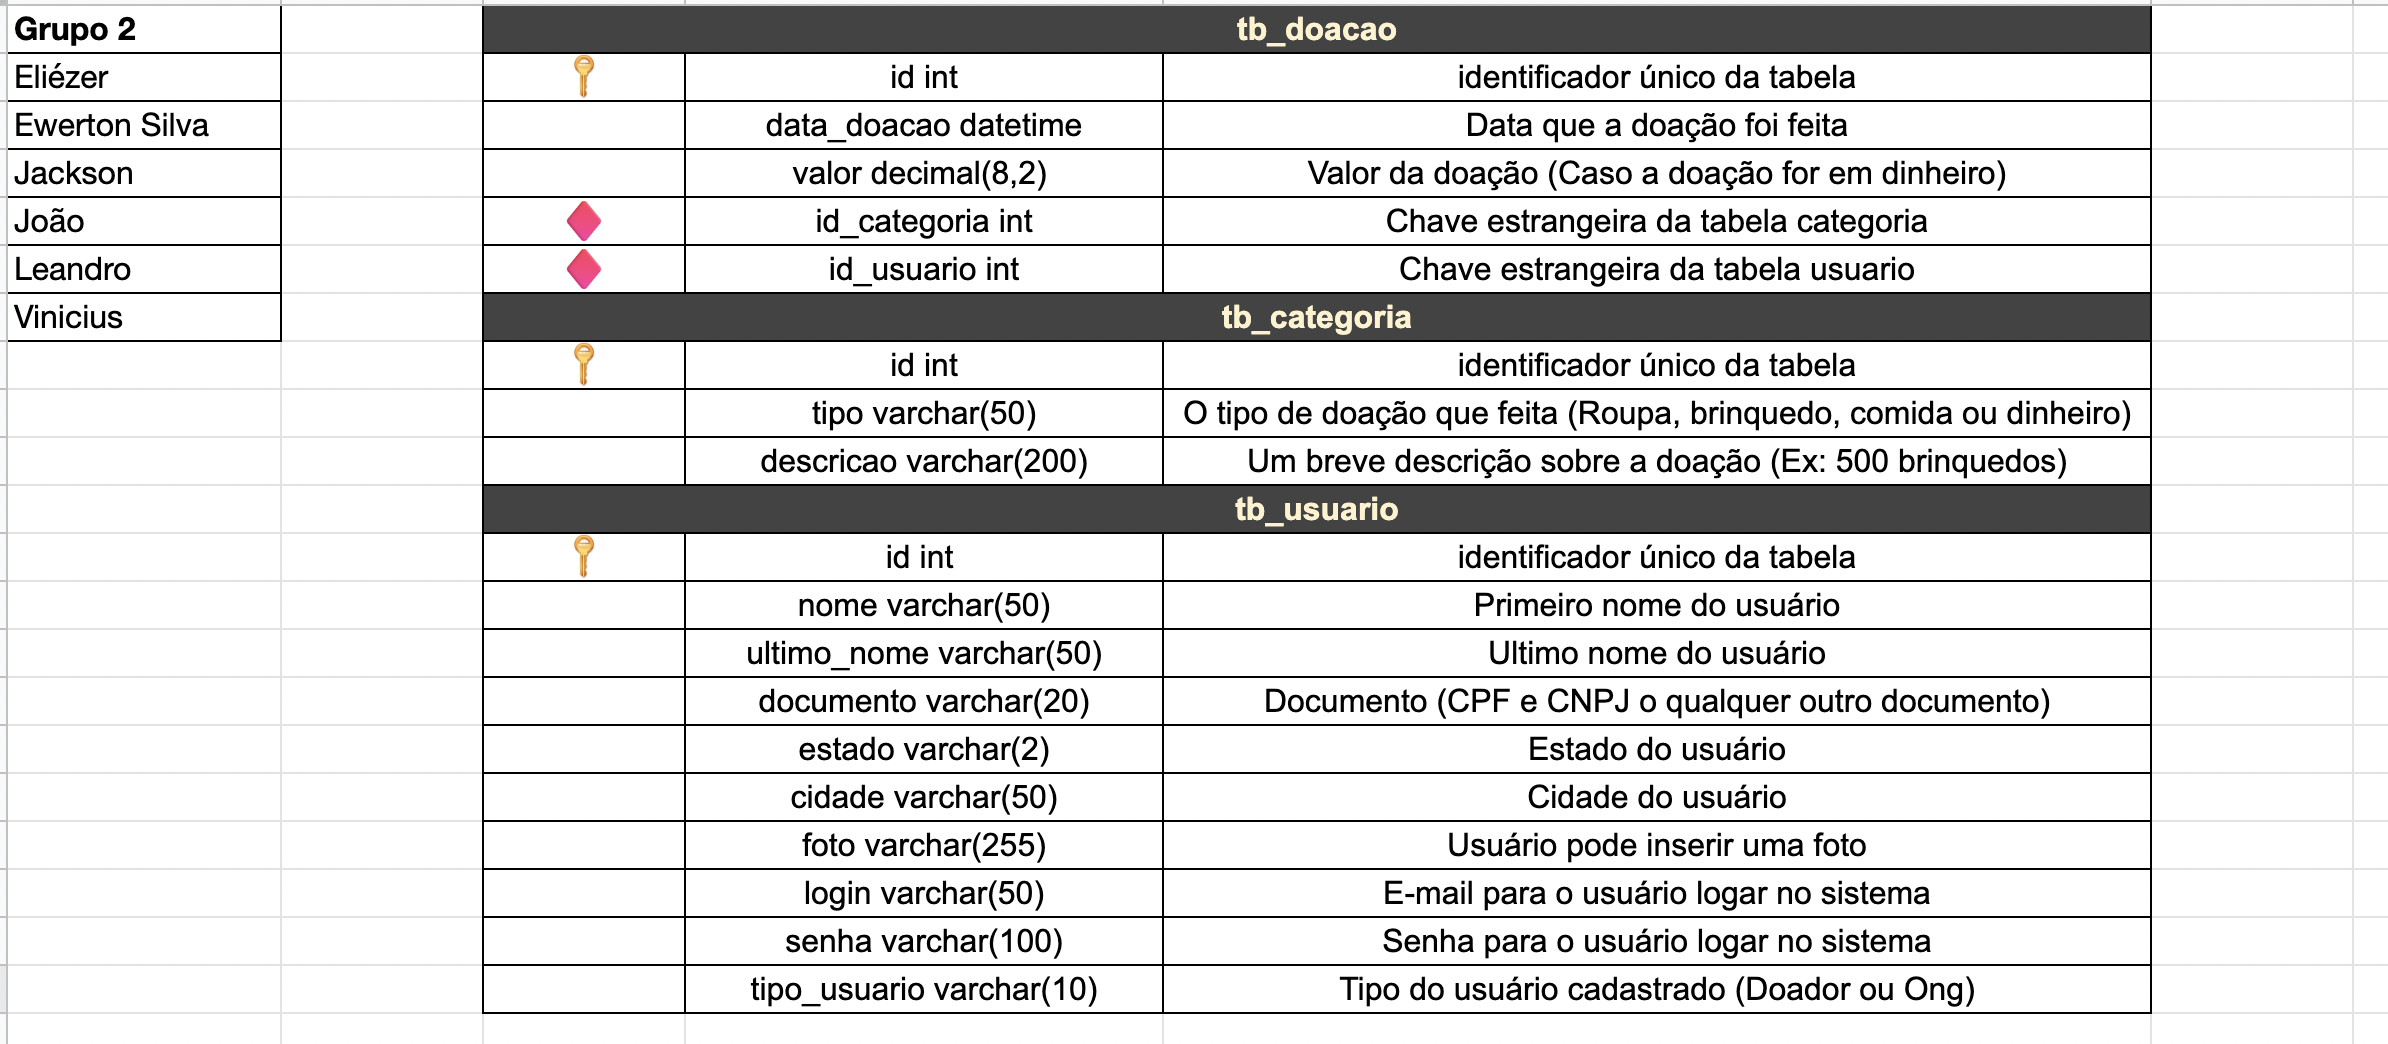 Grupo 2
Eliézer
Ewerton Silva
Jackson
João
Leandro
Vinicius
tb_doacao
id int identificador único da tabela
data_doacao datetime Data que a doação foi feita
valor decimal(8,2) Valor da doação (Caso a doação for em dinheiro)
id_categoria int Chave estrangeira da tabela categoria
id_usuario int Chave estrangeira da tabela usuario
tb_categoria
id int identificador único da tabela
tipo varchar(50) O tipo de doação que feita (Roupa, brinquedo, comida ou dinheiro)
descricao varchar(200) Um breve descrição sobre a doação (Ex: 500 brinquedos)
tb_usuario
id int identificador único da tabela
nome varchar(50) Primeiro nome do usuário
ultimo_nome varchar(50) Ultimo nome do usuário
documento varchar(20) Documento (CPF e CNPJ o qualquer outro documento)
estado varchar(2) Estado do usuário
cidade varchar(50) Cidade do usuário
foto varchar(255) Usuário pode inserir uma foto
login varchar(50) E-mail para o usuário logar no sistema
senha varchar(100) Senha para o usuário logar no sistema
tipo_usuario varchar(10) Tipo do usuário cadastrado (Doador ou Ong)